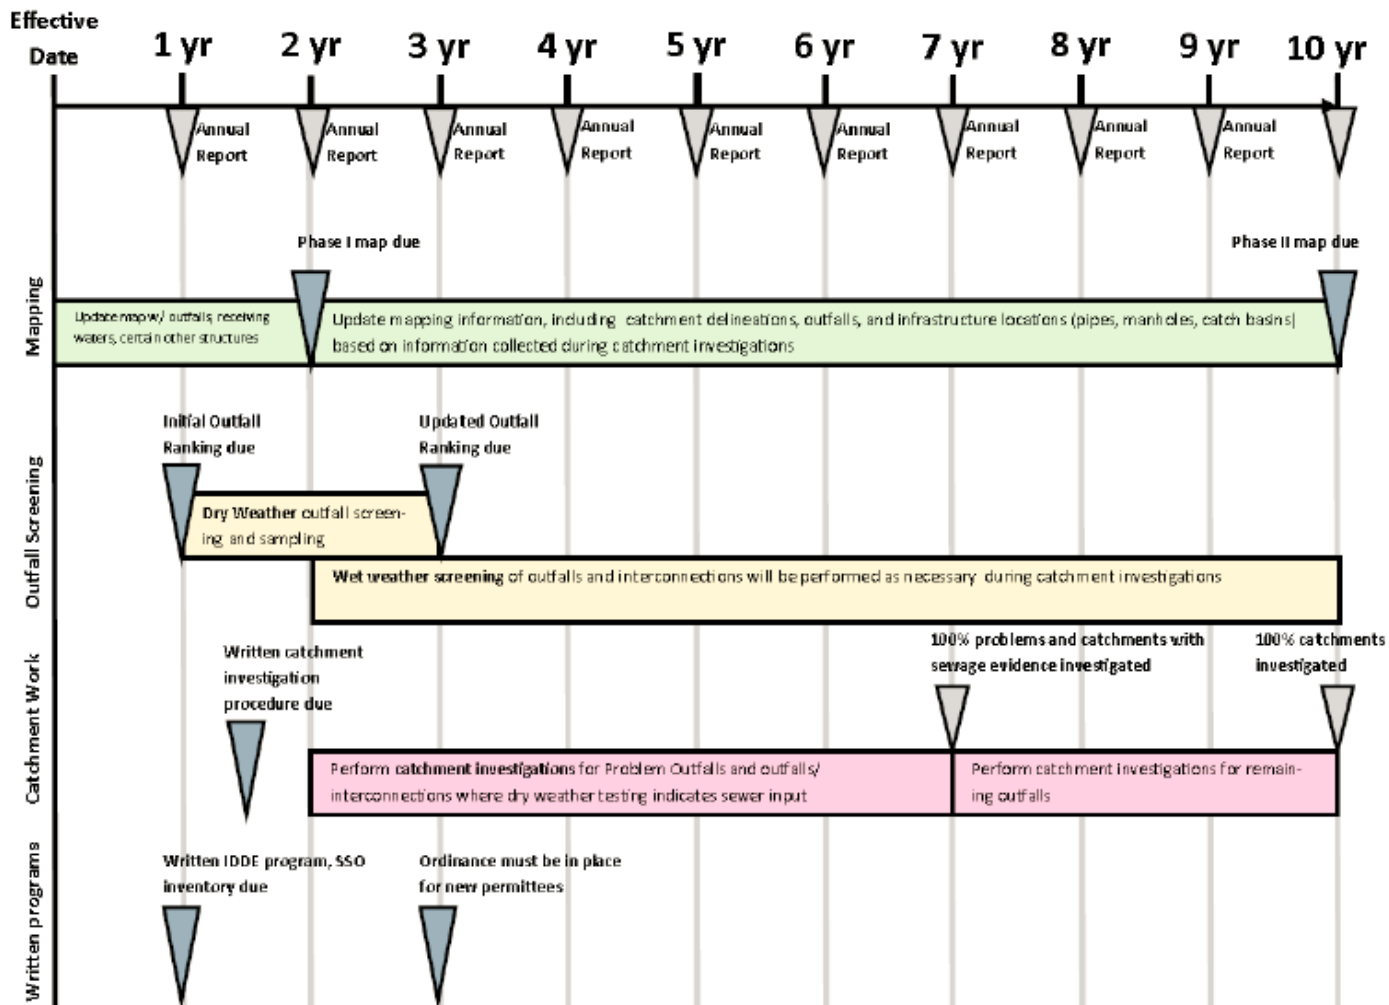 Effective
Date
1 yr
2 yr
3 yr
4 yr
5 yr
6 yr
7 yr
8 yr
9 yr
10 yr
Annual
Report
Annual
Report
Annual
Report
Annual
Report
Annual
Report
Annual
Report
Annual
Report
Annual
Report
Annual
Report
Mapping
Phase I map due
Phase II map due
Update map w/ outfalls, receiving
waters, certain other structures
Update mapping information, including catchment delineations, outfalls, and infrastructure locations (pipes, manholes, catch basins)
based on information collected during catchment investigations
Outfall Screening
Initial Outfall
Ranking due
Updated Outfall
Ranking due
Dry Weather outfall screen-
ing and sampling
Wet weather screening of outfalls and interconnections will be performed as necessary during catchment investigations
Catchment Work
Written catchment
investigation
procedure due
100% problems and catchments with
sewage evidence investigated
100% catchments
investigated
Perform catchment investigations for Problem Outfalls and outfalls/
interconnections where dry weather testing indicates sewer input
Perform catchment investigations for remain-
ing outfalls
Written programs
Written IDDE program, SSO
inventory due
Ordinance must be in place
for new permittees